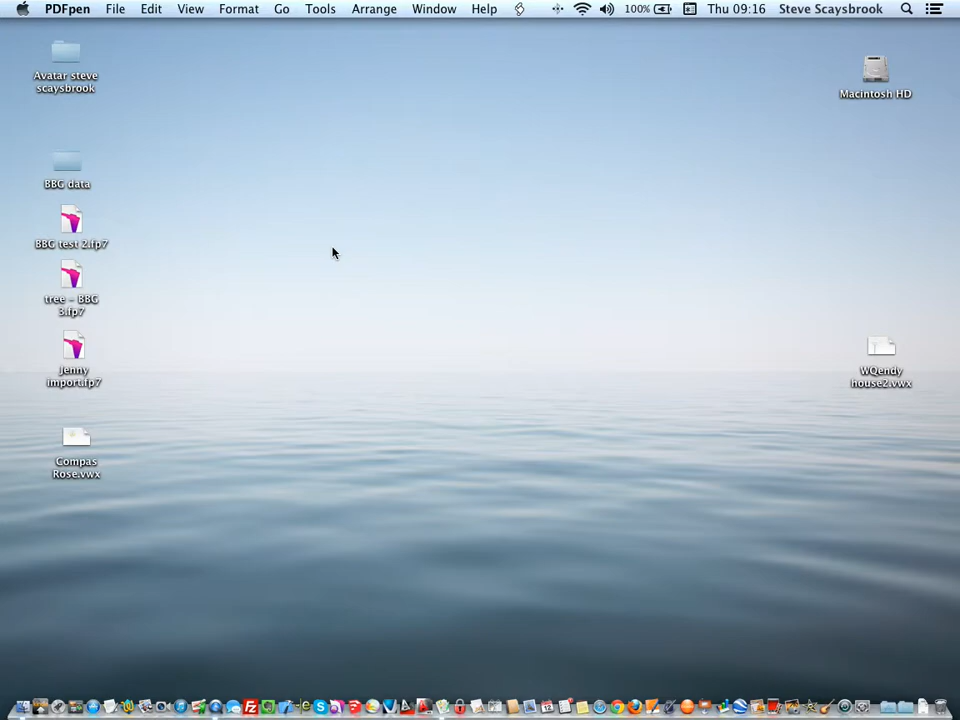 PDFpen File Edit View Format Go Tools Arrange Window Help 100% Thu 09:16 Steve Scaysbrook
Avatar steve
scaysbrook
Macintosh HD
BBG data
BBG test 2.fp7
tree - BBG
3.fp7
Jenny
import.fp7
WQendy
house2.vwx
Compas
Rose.vwx